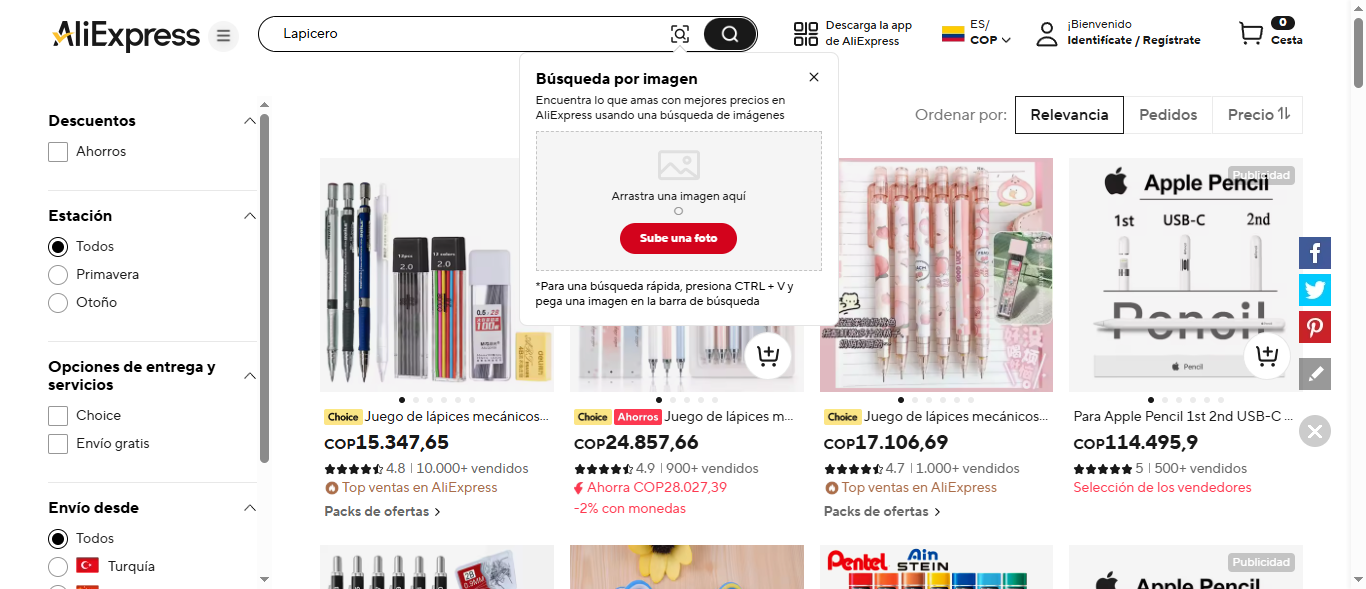 AliExpress
Lapicero
Descarga la app
de AliExpress
ES/
COP
¡Bienvenido
Identifícate / Regístrate
0
Cesta
Búsqueda por imagen
Encuentra lo que amas con mejores precios en
AliExpress usando una búsqueda de imágenes
Arrastra una imagen aquí
Sube una foto
*Para una búsqueda rápida, presiona CTRL + V y
pega una imagen en la barra de búsqueda
Ordenar por:
Relevancia
Pedidos
Precio
Descuentos
Ahorros
Estación
Todos
Primavera
Otoño
Opciones de entrega y
servicios
Choice
Envío gratis
Envío desde
Todos
Turquía
2.0
2.0
Publicidad
Apple Pencil
1st
USB-C
2nd
Pencil
Pencil
Choice Juego de lápices mecánicos...
COP15.347,65
4.8 | 10.000+ vendidos
Top ventas en AliExpress
Packs de ofertas >
Choice Ahorros Juego de lápices m...
COP24.857,66
4.9 | 900+ vendidos
Ahorra COP28.027,39
-2% con monedas
Choice Juego de lápices mecánicos...
COP17.106,69
4.7 | 1.000+ vendidos
Top ventas en AliExpress
Packs de ofertas >
Para Apple Pencil 1st 2nd USB-C ...
COP114.495,9
5 | 500+ vendidos
Selección de los vendedores
2B
Pentel
Ain
STEIN
Publicidad
Apple Pencil